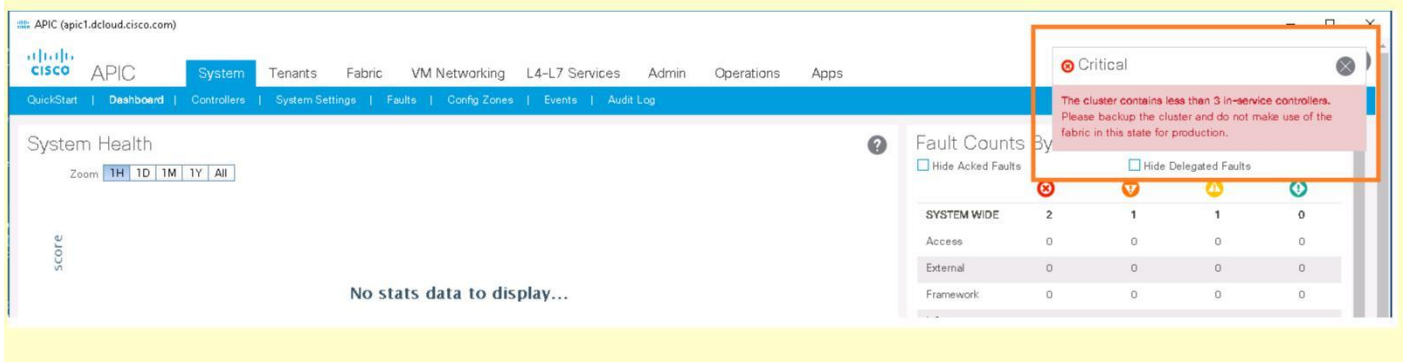 APIC (apic1.dcloud.cisco.com)
CISCO APIC System Tenants Fabric VM Networking L4-L7 Services Admin Operations Apps
QuickStart | Dashboard | Controllers | System Settings | Faults | Config Zones | Events | Audit Log
Critical
The cluster contains less than 3 in-service controllers.
Please backup the cluster and do not make use of the
fabric in this state for production.
System Health ?
Zoom 1H 1D 1M 1Y All
score
No stats data to display...
Fault Counts By
Hide Acked Faults Hide Delegated Faults
SYSTEM WIDE 2 1 1 0
Access 0 0 0 0
External 0 0 0 0
Framework 0 0 0 0